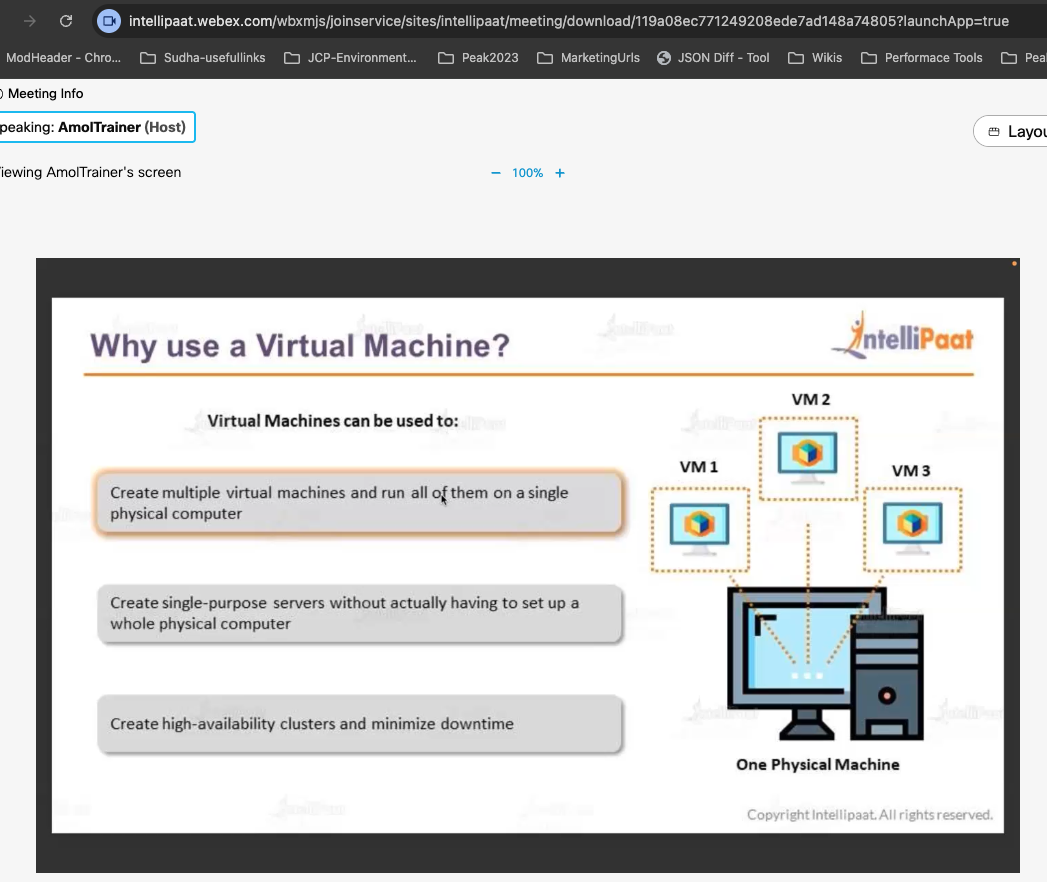 intellipaat.webex.com/wbxmjs/joinservice/sites/intellipaat/meeting/download/119a08ec771249208ede7ad148a74805?launchApp=true
ModHeader - Chro... Sudha-usefullinks JCP-Environment... Peak2023 MarketingUrls JSON Diff - Tool Wikis Performace Tools Pea
Meeting Info
peaking: AmolTrainer (Host)
Layou
iewing AmolTrainer's screen
− 100% +
Why use a Virtual Machine?
IntelliPaat
Virtual Machines can be used to:
VM 2
VM 1
VM 3
Create multiple virtual machines and run all of them on a single
physical computer
Create single-purpose servers without actually having to set up a
whole physical computer
Create high-availability clusters and minimize downtime
One Physical Machine
Copyright Intellipaat. All rights reserved.